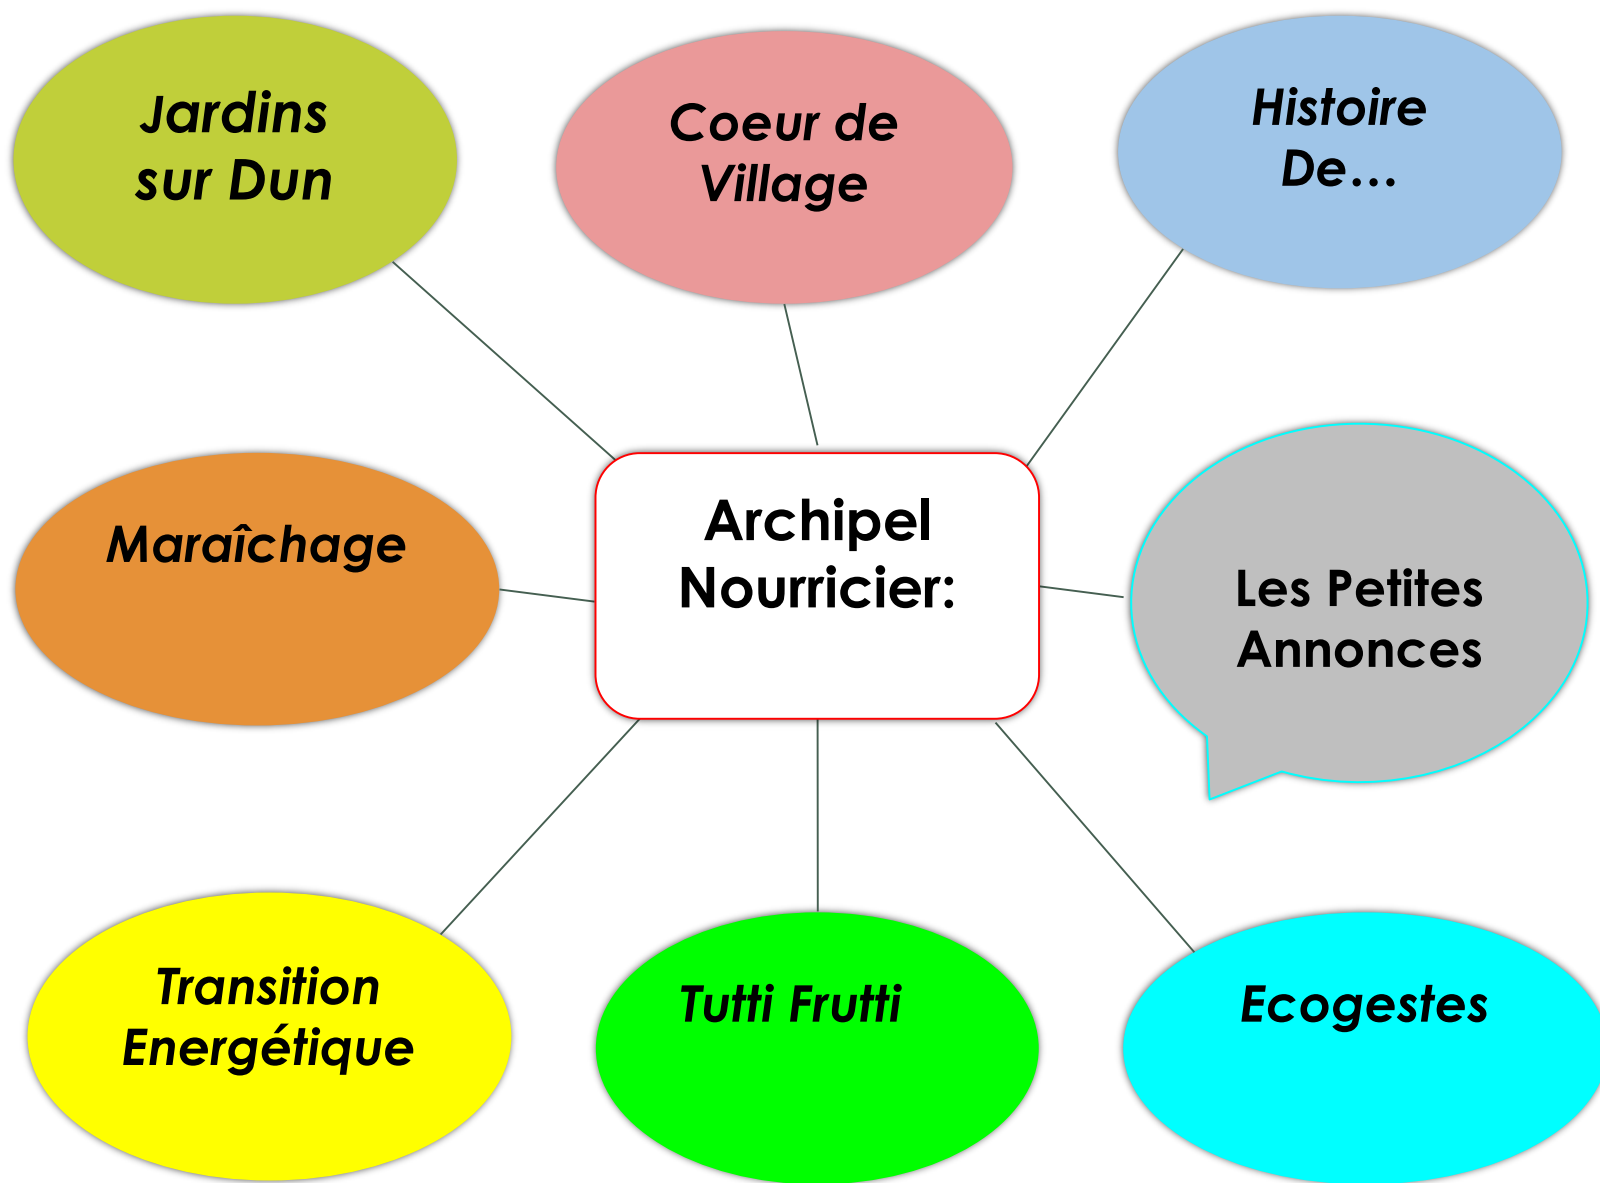 Jardins
sur Dun
Coeur de
Village
Histoire
De...
Maraîchage
Archipel
Nourricier:
Les Petites
Annonces
Transition
Energétique
Tutti Frutti
Ecogestes